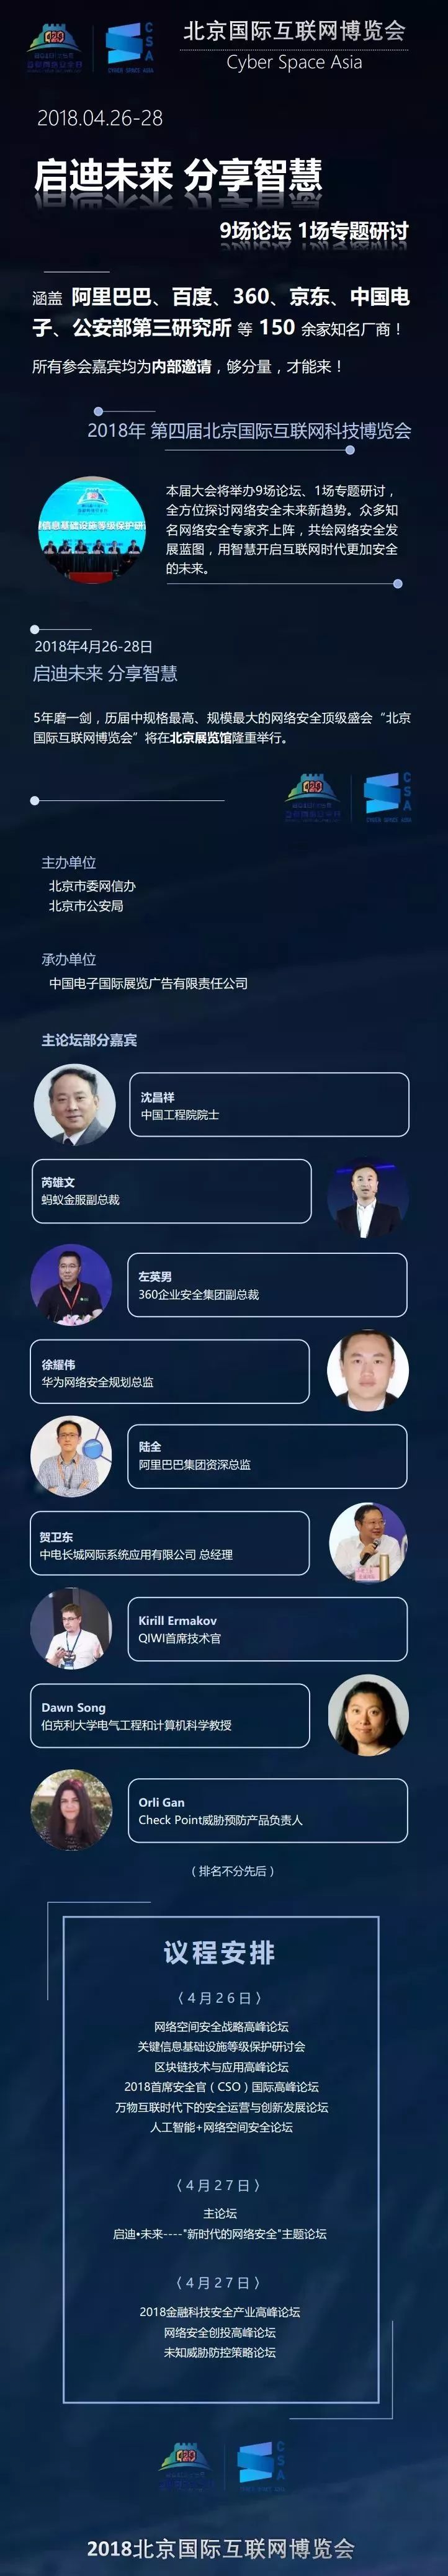 CSA
CYBER SPACE ASIA
北京国际互联网博览会
Cyber Space Asia
2018.04.26-28
启迪未来 分享智慧
9场论坛 1场专题研讨
涵盖 阿里巴巴、百度、360、京东、中国电
子、公安部第三研究所 等 150 余家知名厂商！
所有参会嘉宾均为内部邀请，够分量，才能来！
2018年 第四届北京国际互联网科技博览会
信息基础设施等级保护研
本届大会将举办9场论坛、1场专题研讨，
全方位探讨网络安全未来新趋势。众多知
名网络安全专家齐上阵，共绘网络安全发
展蓝图，用智慧开启互联网时代更加安全
的未来。
2018年4月26-28日
启迪未来 分享智慧
5年磨一剑，历届中规格最高、规模最大的网络安全顶级盛会“北京
国际互联网博览会”将在北京展览馆隆重举行。
429
CSA
CYBER SPACE ASIA
主办单位
北京市委网信办
北京市公安局
承办单位
中国电子国际展览广告有限责任公司
主论坛部分嘉宾
沈昌祥
中国工程院院士
芮雄文
蚂蚁金服副总裁
左英男
360企业安全集团副总裁
徐耀伟
华为网络安全规划总监
陆全
阿里巴巴集团资深总监
贺卫东
中电长城网际系统应用有限公司 总经理
Kirill Ermakov
QIWI首席技术官
Dawn Song
伯克利大学电气工程和计算机科学教授
Orli Gan
Check Point威胁预防产品负责人
（排名不分先后）
议程安排
〈4月26日〉
网络空间安全战略高峰论坛
关键信息基础设施等级保护研讨会
区块链技术与应用高峰论坛
2018首席安全官（CSO）国际高峰论坛
万物互联时代下的安全运营与创新发展论坛
人工智能+网络空间安全论坛
〈4月27日〉
主论坛
启迪•未来----"新时代的网络安全"主题论坛
〈4月27日〉
2018金融科技安全产业高峰论坛
网络安全创投高峰论坛
未知威胁防控策略论坛
429
CSA
CYBER SPACE ASIA
2018北京国际互联网博览会